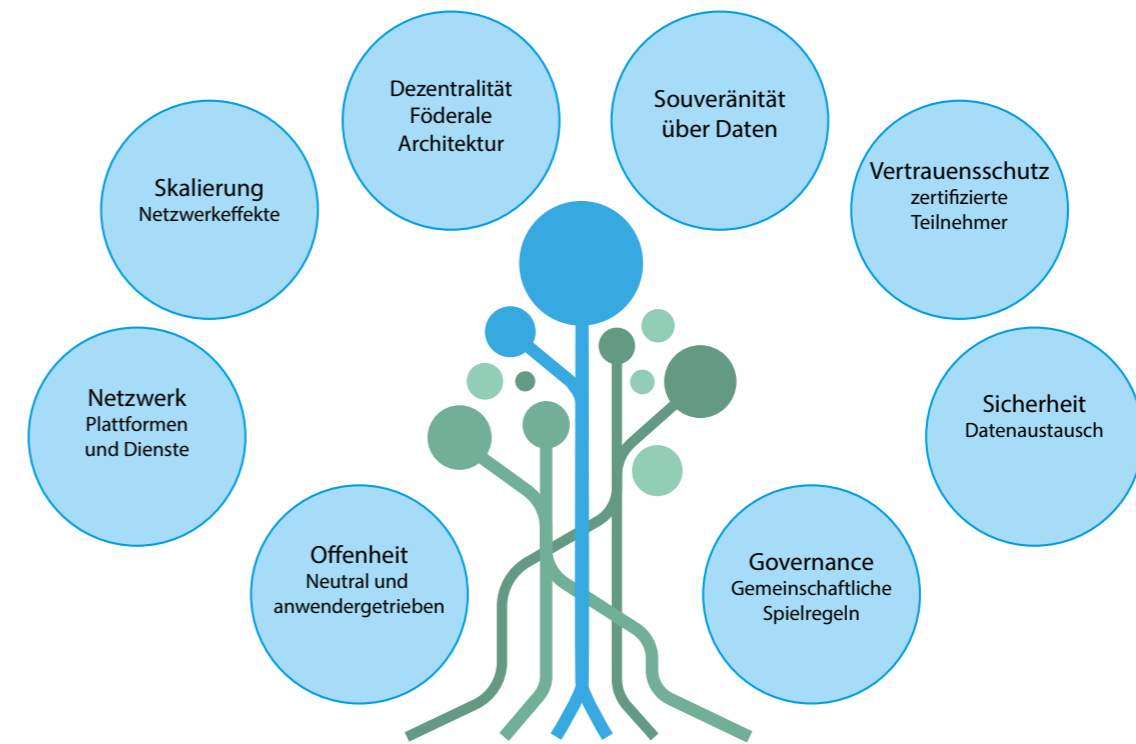 Dezentralität
Föderale
Architektur
Souveränität
über Daten
Skalierung
Netzwerkeffekte
Vertrauensschutz
zertifizierte
Teilnehmer
Netzwerk
Plattformen
und Dienste
Sicherheit
Datenaustausch
Offenheit
Neutral und
anwendergetrieben
Governance
Gemeinschaftliche
Spielregeln